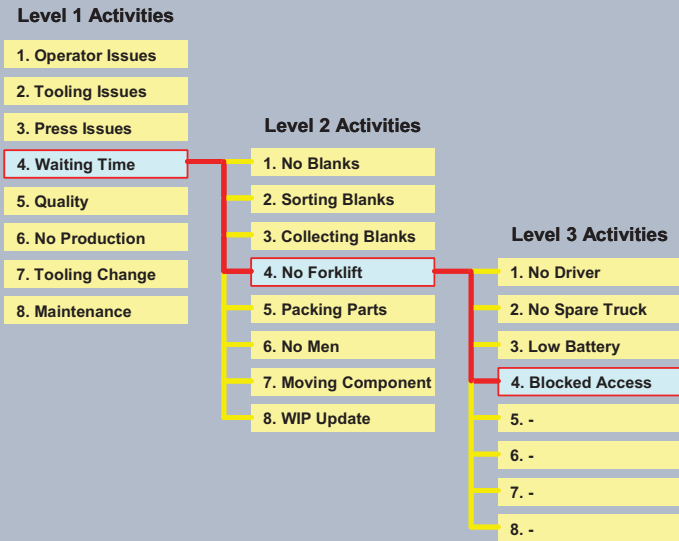 Level 1 Activities
1. Operator Issues
2. Tooling Issues
3. Press Issues
4. Waiting Time
5. Quality
6. No Production
7. Tooling Change
8. Maintenance
Level 2 Activities
1. No Blanks
2. Sorting Blanks
3. Collecting Blanks
4. No Forklift
5. Packing Parts
6. No Men
7. Moving Component
8. WIP Update
Level 3 Activities
1. No Driver
2. No Spare Truck
3. Low Battery
4. Blocked Access
5. -
6. -
7. -
8. -